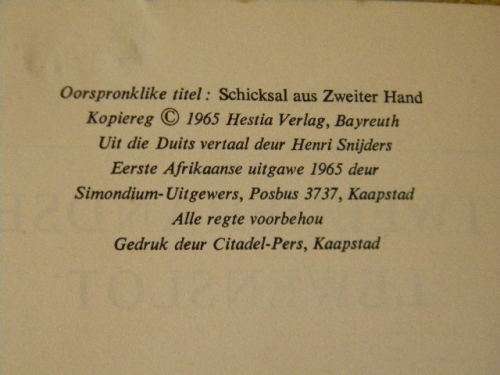 Oorspronklike titel: Schicksal aus Zweiter Hand
Kopiereg © 1965 Hestia Verlag, Bayreuth
Uit die Duits vertaal deur Henri Snijders
Eerste Afrikaanse uitgawe 1965 deur
Simondium-Uitgewers, Posbus 3737, Kaapstad
Alle regte voorbehou
Gedruk deur Citadel-Pers, Kaapstad